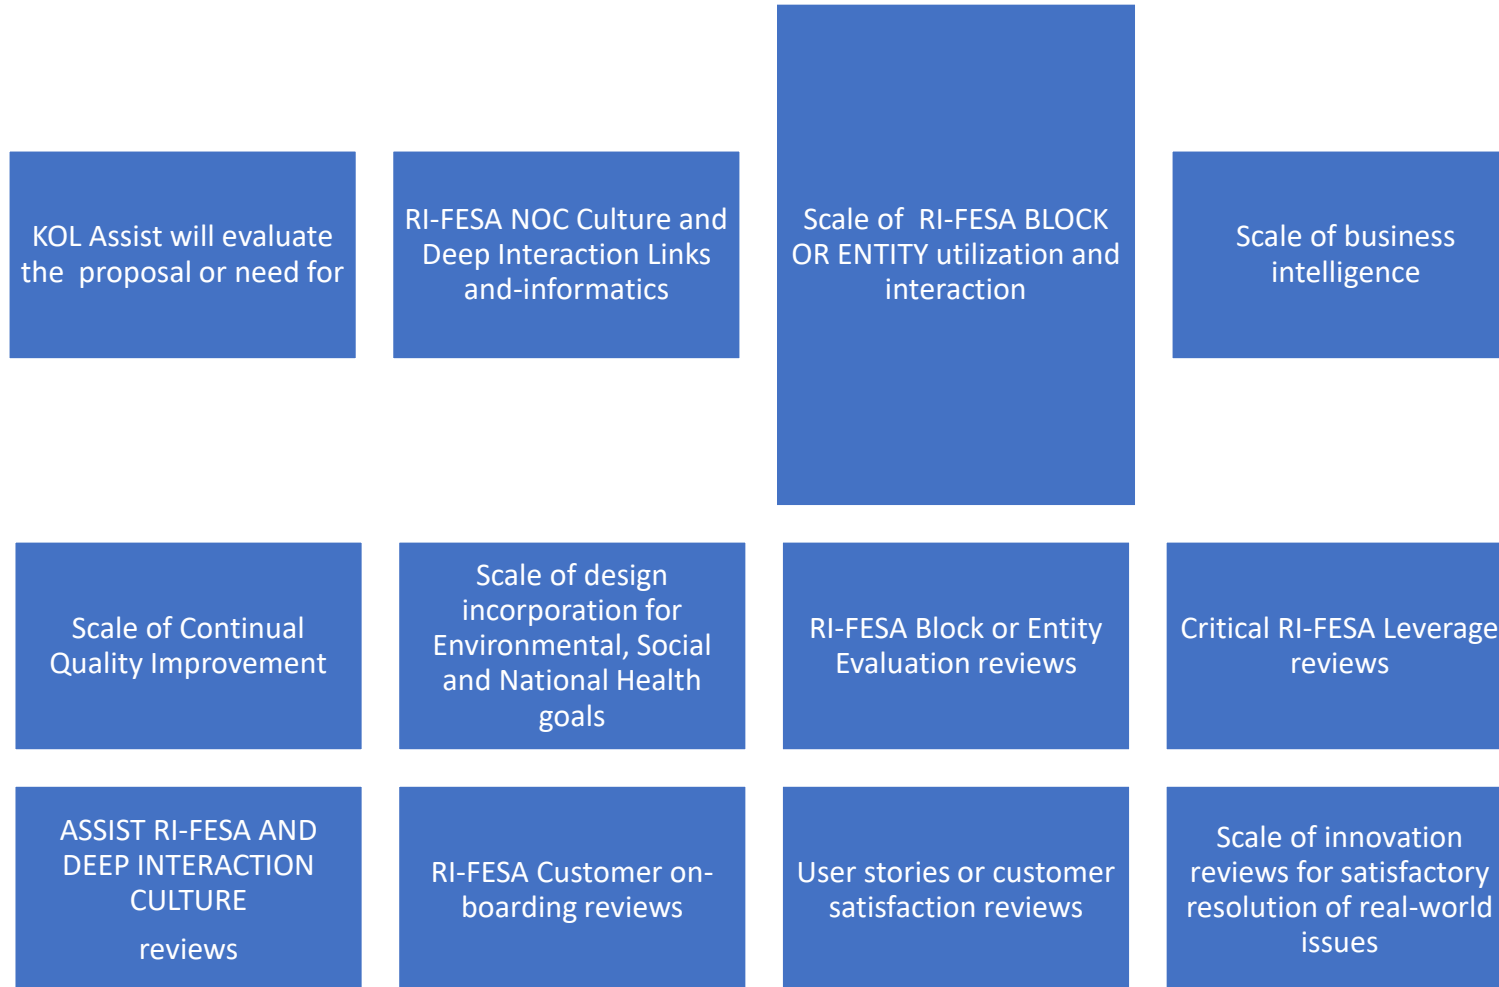 KOL Assist will evaluate
the  proposal or need for
RI-FESA NOC Culture and
Deep Interaction Links
and-informatics
Scale of  RI-FESA BLOCK
OR ENTITY utilization and
interaction
Scale of business
intelligence
Scale of Continual
Quality Improvement
Scale of design
incorporation for
Environmental, Social
and National Health
goals
RI-FESA Block or Entity
Evaluation reviews
Critical RI-FESA Leverage
reviews
ASSIST RI-FESA AND
DEEP INTERACTION
CULTURE
reviews
RI-FESA Customer on-
boarding reviews
User stories or customer
satisfaction reviews
Scale of innovation
reviews for satisfactory
resolution of real-world
issues